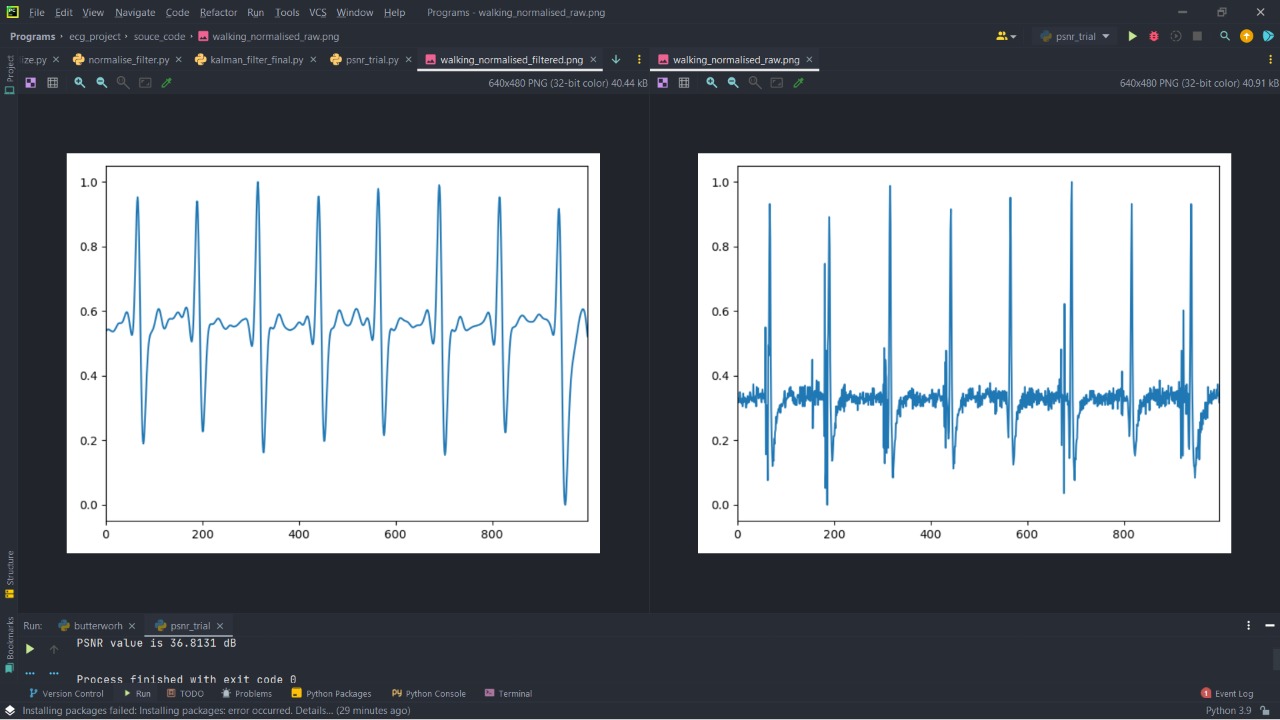 File Edit View Navigate Code Refactor Run Tools VCS Window Help Programs - walking_normalised_raw.png
Programs ecg_project souce_code walking_normalised_raw.png psnr_trial
Project
ize.py normalise_filter.py kalman_filter_final.py psnr_trial.py walking_normalised_filtered.png walking_normalised_raw.png
640x480 PNG (32-bit color) 40.44 kB 640x480 PNG (32-bit color) 40.91 kB
1.0
0.8
0.6
0.4
0.2
0.0
0 200 400 600 800
1.0
0.8
0.6
0.4
0.2
0.0
0 200 400 600 800
Structure
Bookmarks
Run: butterworh psnr_trial
PSNR value is 36.8131 dB
Process finished with exit code 0
Version Control Run TODO Problems Python Packages Python Console Terminal 1 Event Log
Installing packages failed: Installing packages: error occurred. Details... (29 minutes ago) Python 3.9